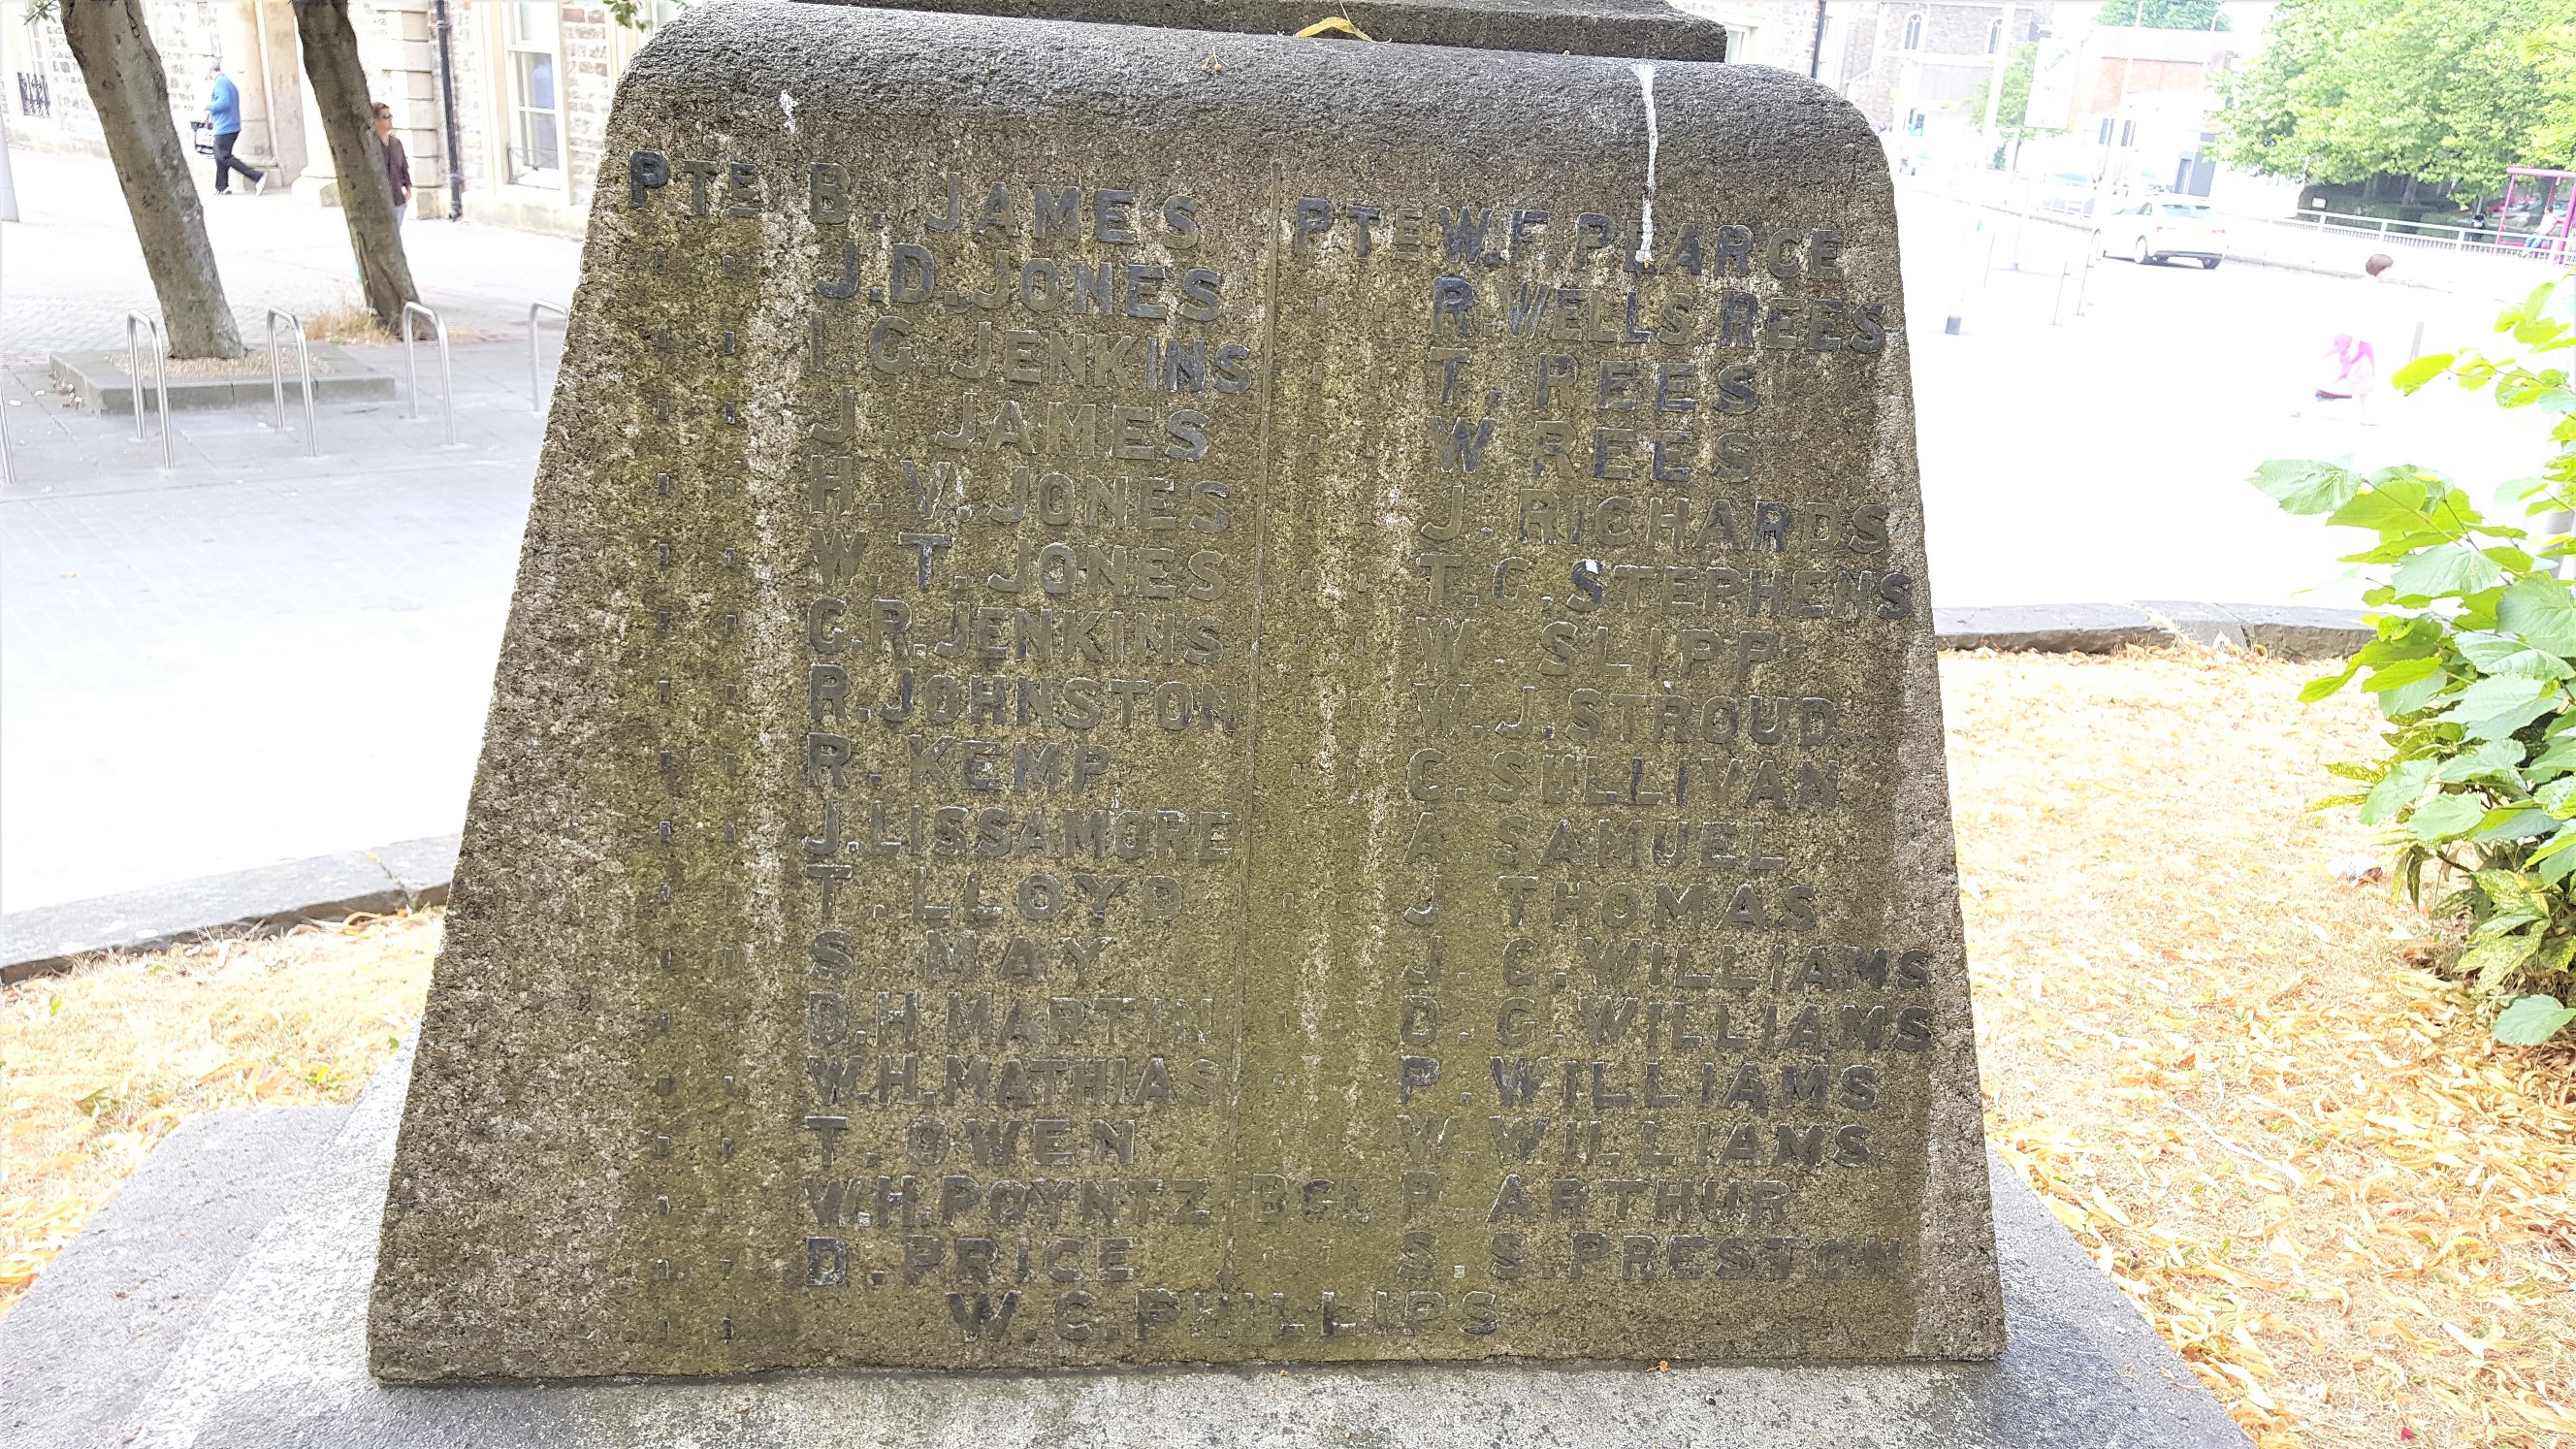 PTE B. JAMES
" " J.D. JONES
" " I. G. JENKINS
" " J. JAMES
" " H. V. JONES
" " W. T. JONES
" " C. R. JENKINS
" " R. JOHNSTON
" " R. KEMP
" " J. LISSAMORE
" " T. LLOYD
" " S. MAY
" " D.H. MARTIN
" " W.H. MATHIAS
" " T. OWEN
" " W.H. POYNTZ
" " D. PRICE
" " W.C. PHILLIPS
PTE W.F. PEARCE
" " R. WELLS REES
" " T. REES
" " W. REES
" " J. RICHARDS
" " T. G. STEPHENS
" " W. SLIPP
" " W. J. STROUD
" " C. SULLIVAN
" " A. SAMUEL
" " J. THOMAS
" " J. C. WILLIAMS
" " D. G. WILLIAMS
" " P. WILLIAMS
" " W. WILLIAMS
BGL P. ARTHUR
" " S. S. PRESTON